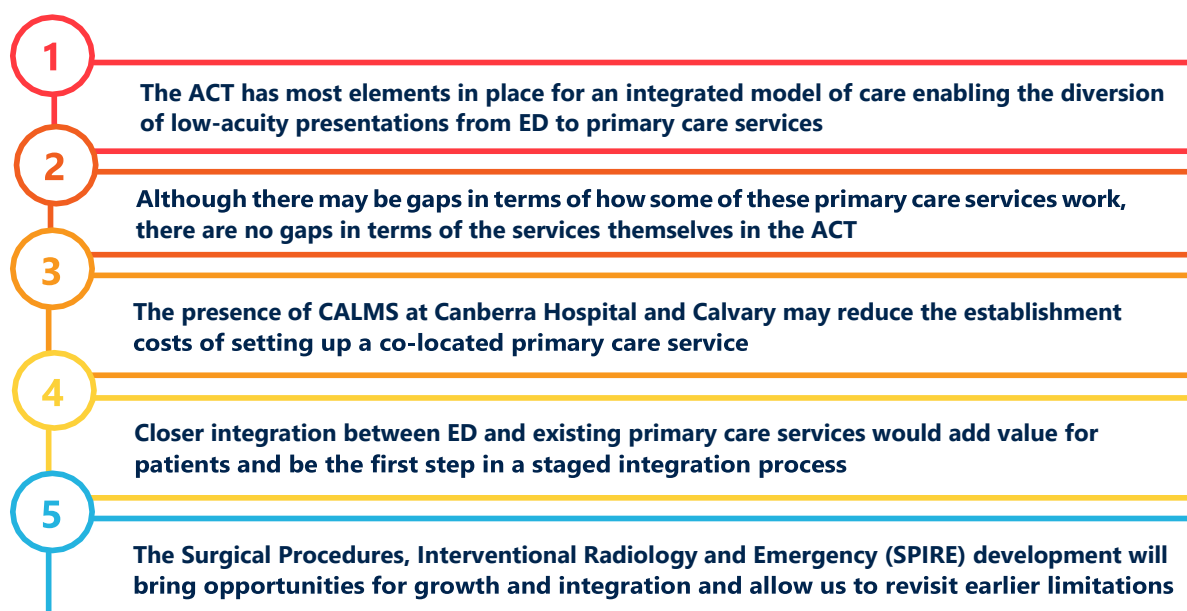 1
The ACT has most elements in place for an integrated model of care enabling the diversion
of low-acuity presentations from ED to primary care services
2
Although there may be gaps in terms of how some of these primary care services work,
there are no gaps in terms of the services themselves in the ACT
3
The presence of CALMS at Canberra Hospital and Calvary may reduce the establishment
costs of setting up a co-located primary care service
4
Closer integration between ED and existing primary care services would add value for
patients and be the first step in a staged integration process
5
The Surgical Procedures, Interventional Radiology and Emergency (SPIRE) development will
bring opportunities for growth and integration and allow us to revisit earlier limitations